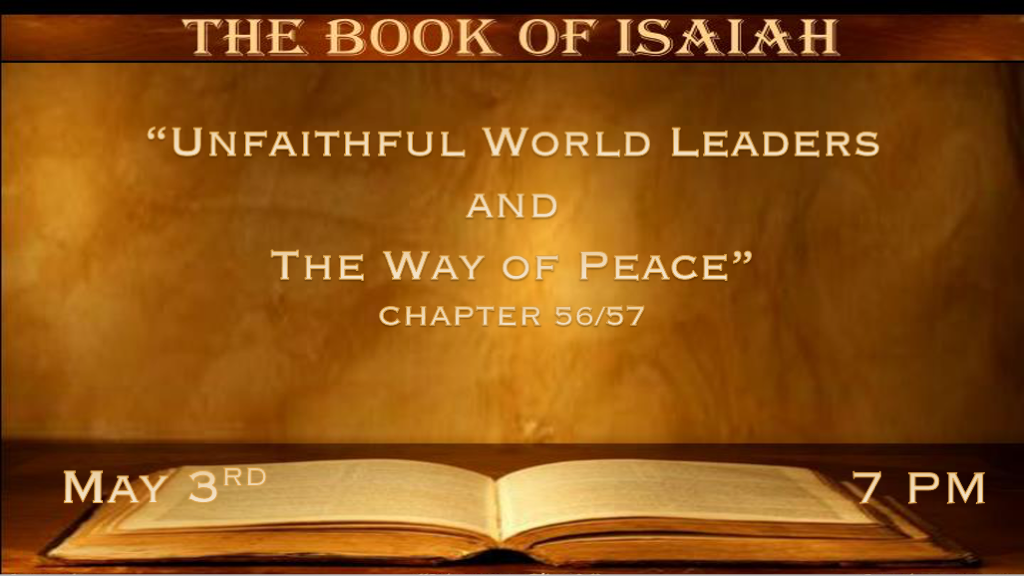 THE BOOK OF ISAIAH
“UNFAITHFUL WORLD LEADERS
AND
THE WAY OF PEACE”
CHAPTER 56/57
MAY 3RD
7 PM